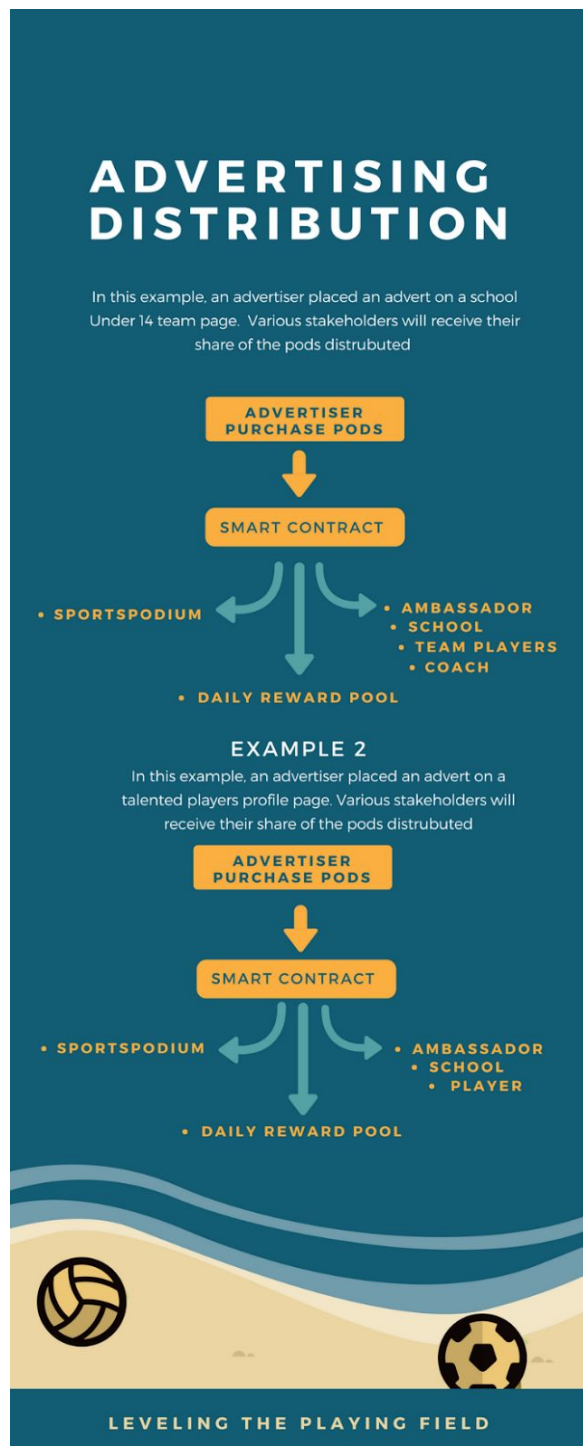 ADVERTISING
DISTRIBUTION
In this example, an advertiser placed an advert on a school
Under 14 team page. Various stakeholders will receive their
share of the pods distrubuted
ADVERTISER
PURCHASE PODS
SMART CONTRACT
• SPORTSPODIUM
• AMBASSADOR
• SCHOOL
• TEAM PLAYERS
• COACH
• DAILY REWARD POOL
EXAMPLE 2
In this example, an advertiser placed an advert on a
talented players profile page. Various stakeholders will
receive their share of the pods distrubuted
ADVERTISER
PURCHASE PODS
SMART CONTRACT
• SPORTSPODIUM
• AMBASSADOR
• SCHOOL
• PLAYER
• DAILY REWARD POOL
LEVELING THE PLAYING FIELD